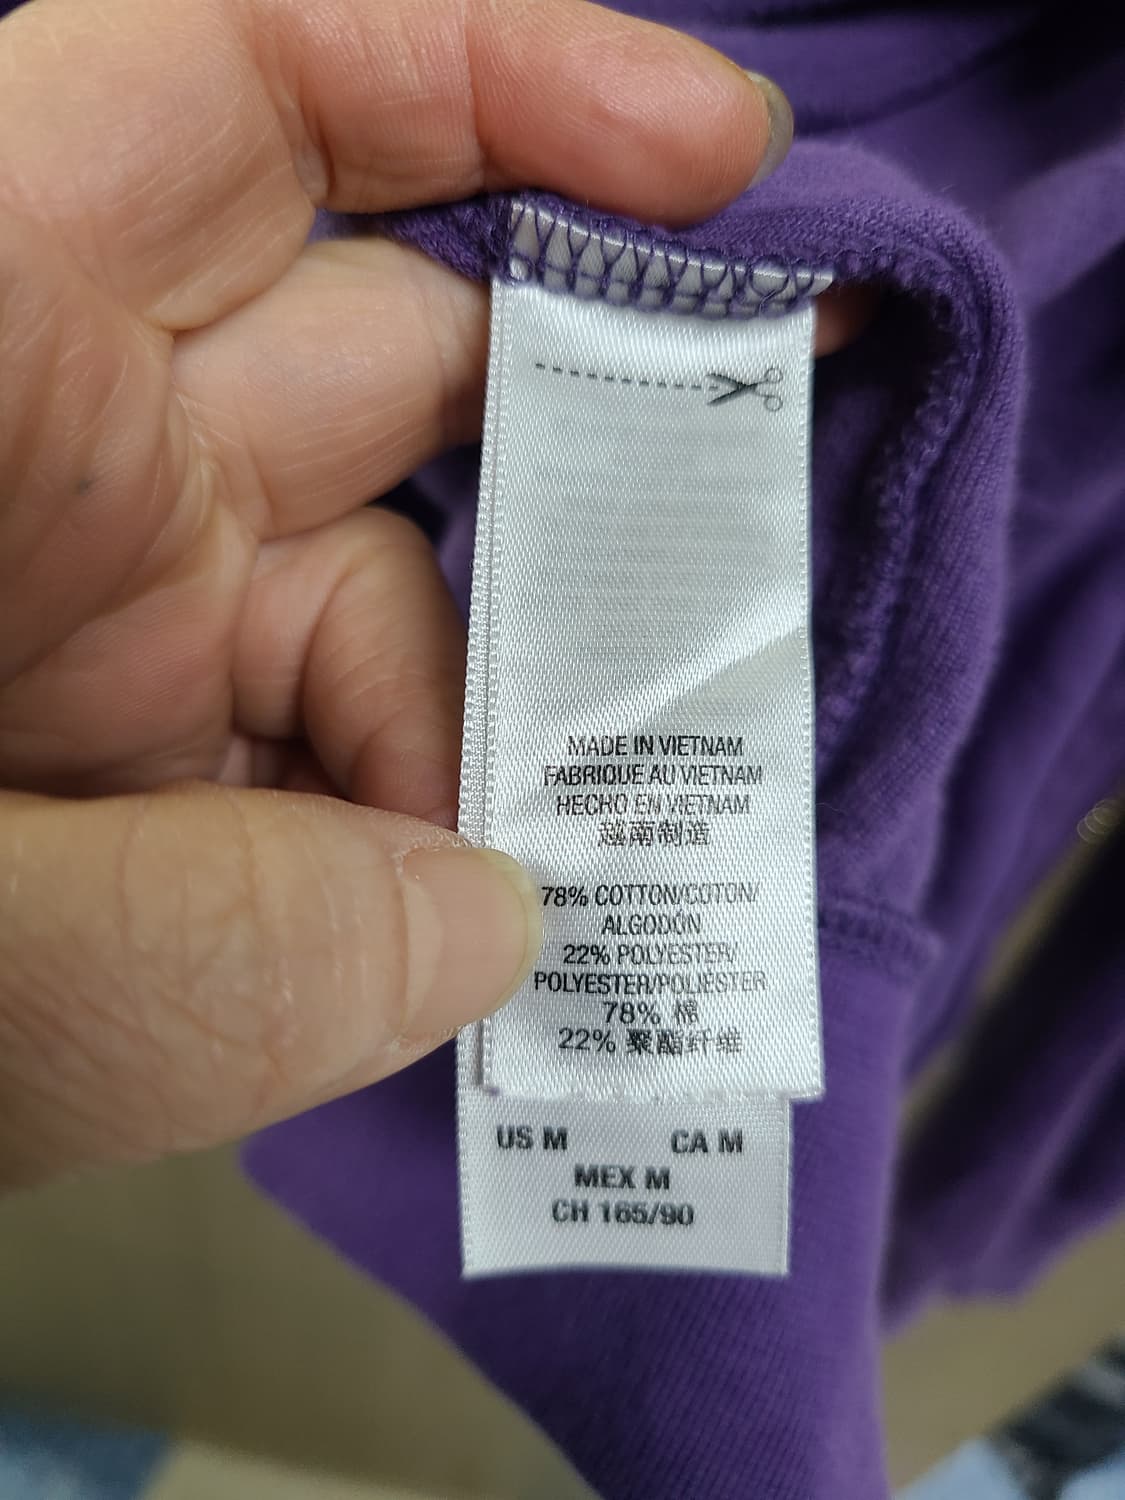 MADE IN VIETNAM
FABRIQUE AU VIETNAM
HECHO EN VIETNAM
越南制造
78% COTTON/COTON/
ALGODÓN
22% POLYESTER/
POLYESTER/POLIÉSTER
78% 棉
22% 聚酯纤维
US M CA M
MEX M
CH 165/90